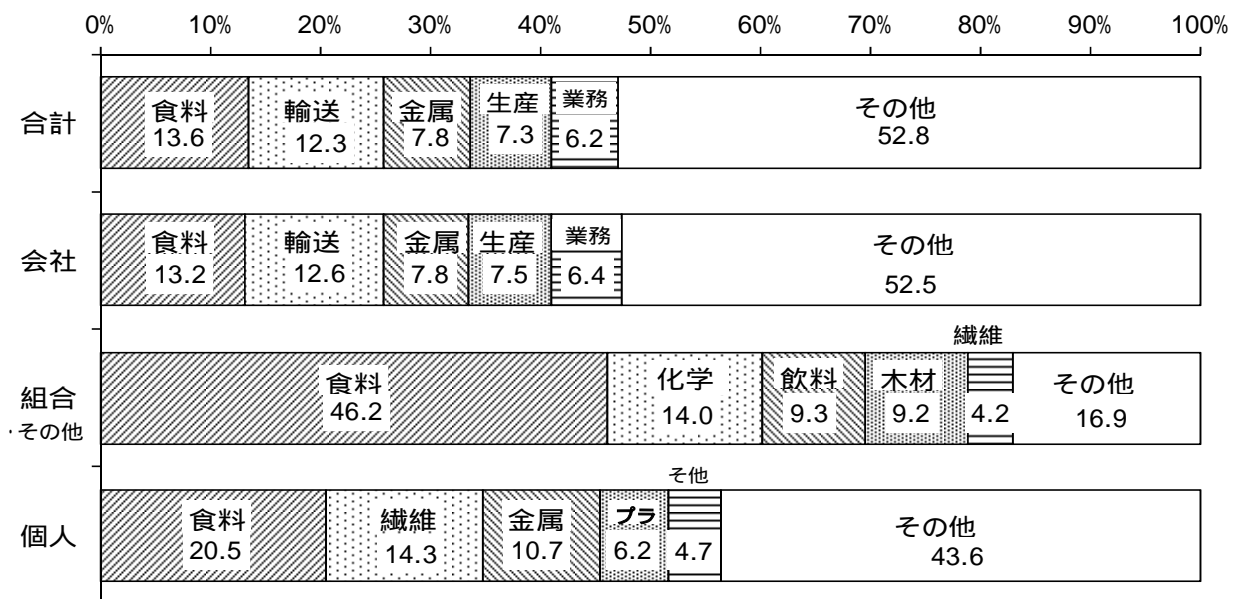 0% 10% 20% 30% 40% 50% 60% 70% 80% 90% 100%
合計
食料 輸送 金属 生産 業務 その他
13.6 12.3 7.8 7.3 6.2 52.8
会社
食料 輸送 金属 生産 業務 その他
13.2 12.6 7.8 7.5 6.4 52.5
繊維
組合
・その他
食料 化学 飲料 木材 その他
46.2 14.0 9.3 9.2 4.2 16.9
そ他
個人
食料 繊維 金属 プラ その他
20.5 14.3 10.7 6.2 4.7 43.6